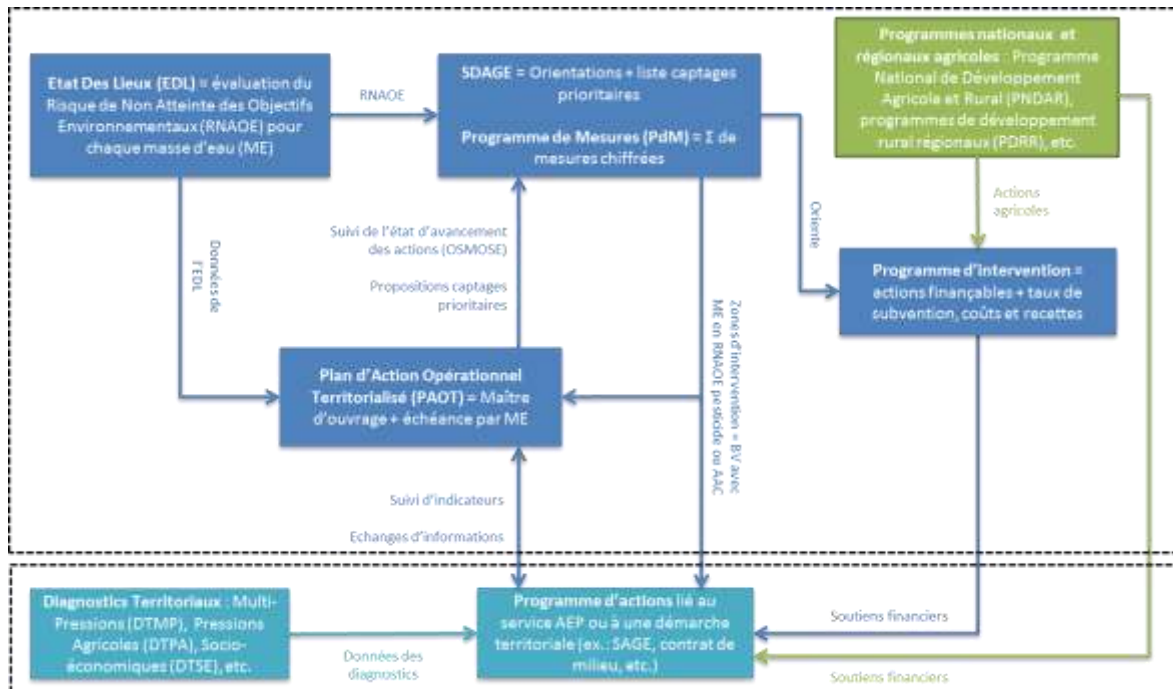 Etat Des Lieux (EDL) = évaluation du
Risque de Non Atteinte des Objectifs
Environnementaux (RNAOE) pour
chaque masse d'eau (ME)
RNAOE
SDAGE = Orientations + liste captages
prioritaires
Programme de Mesures (PdM) = Σ de
mesures chiffrées
Programmes nationaux et
régionaux agricoles : Programme
National de Développement
Agricole et Rural (PNDAR),
programmes de développement
rural régionaux (PDRR), etc.
Données de
l'EDL
Suivi de l'état d'avancement
des actions (OSMOSE)
Propositions captages
prioritaires
Oriente
Actions
agricoles
Programme d'intervention =
actions finançables + taux de
subvention, coûts et recettes
Zones d'intervention = BV avec
ME en RNAOE pesticide ou AAC
Plan d'Action Opérationnel
Territorialisé (PAOT) = Maître
d'ouvrage + échéance par ME
Suivi d'indicateurs
Echanges d'informations
Diagnostics Territoriaux : Multi-
Pressions (DTMP), Pressions
Agricoles (DTPA), Socio-
économiques (DTSE), etc.
Données des
diagnostics
Programme d'actions lié au
service AEP ou à une démarche
territoriale (ex.: SAGE, contrat de
milieu, etc.)
Soutiens financiers
Soutiens financiers